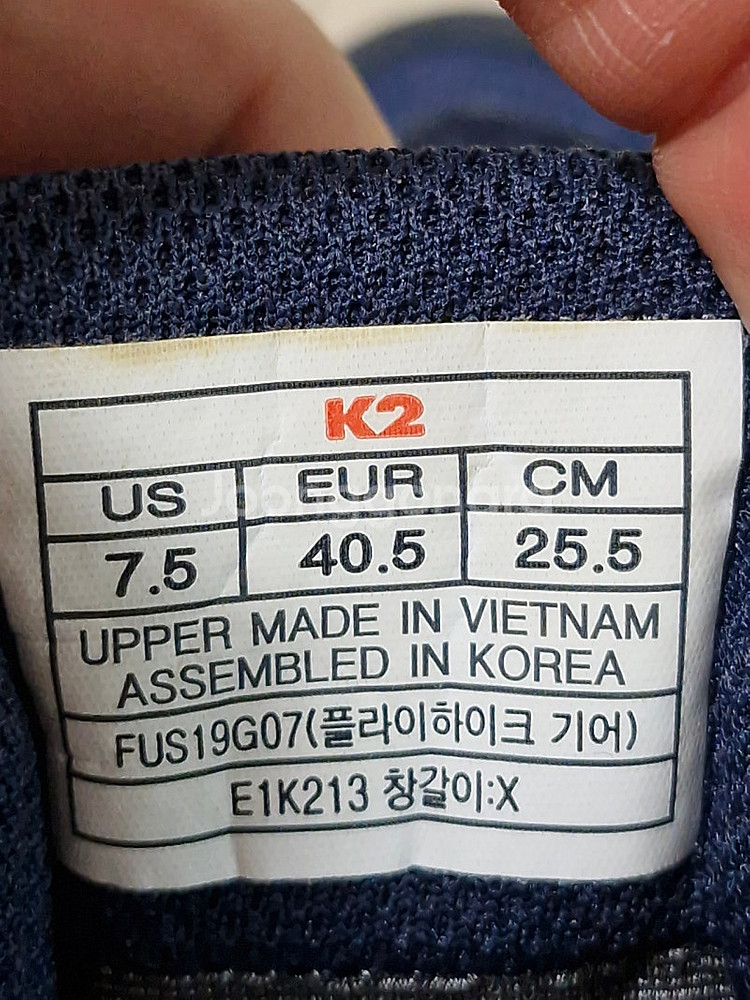 K2
US EUR CM
7.5 40.5 25.5
UPPER MADE IN VIETNAM
ASSEMBLED IN KOREA
FUS19G07(플라이하이크 기어)
E1K213 창갈이:X